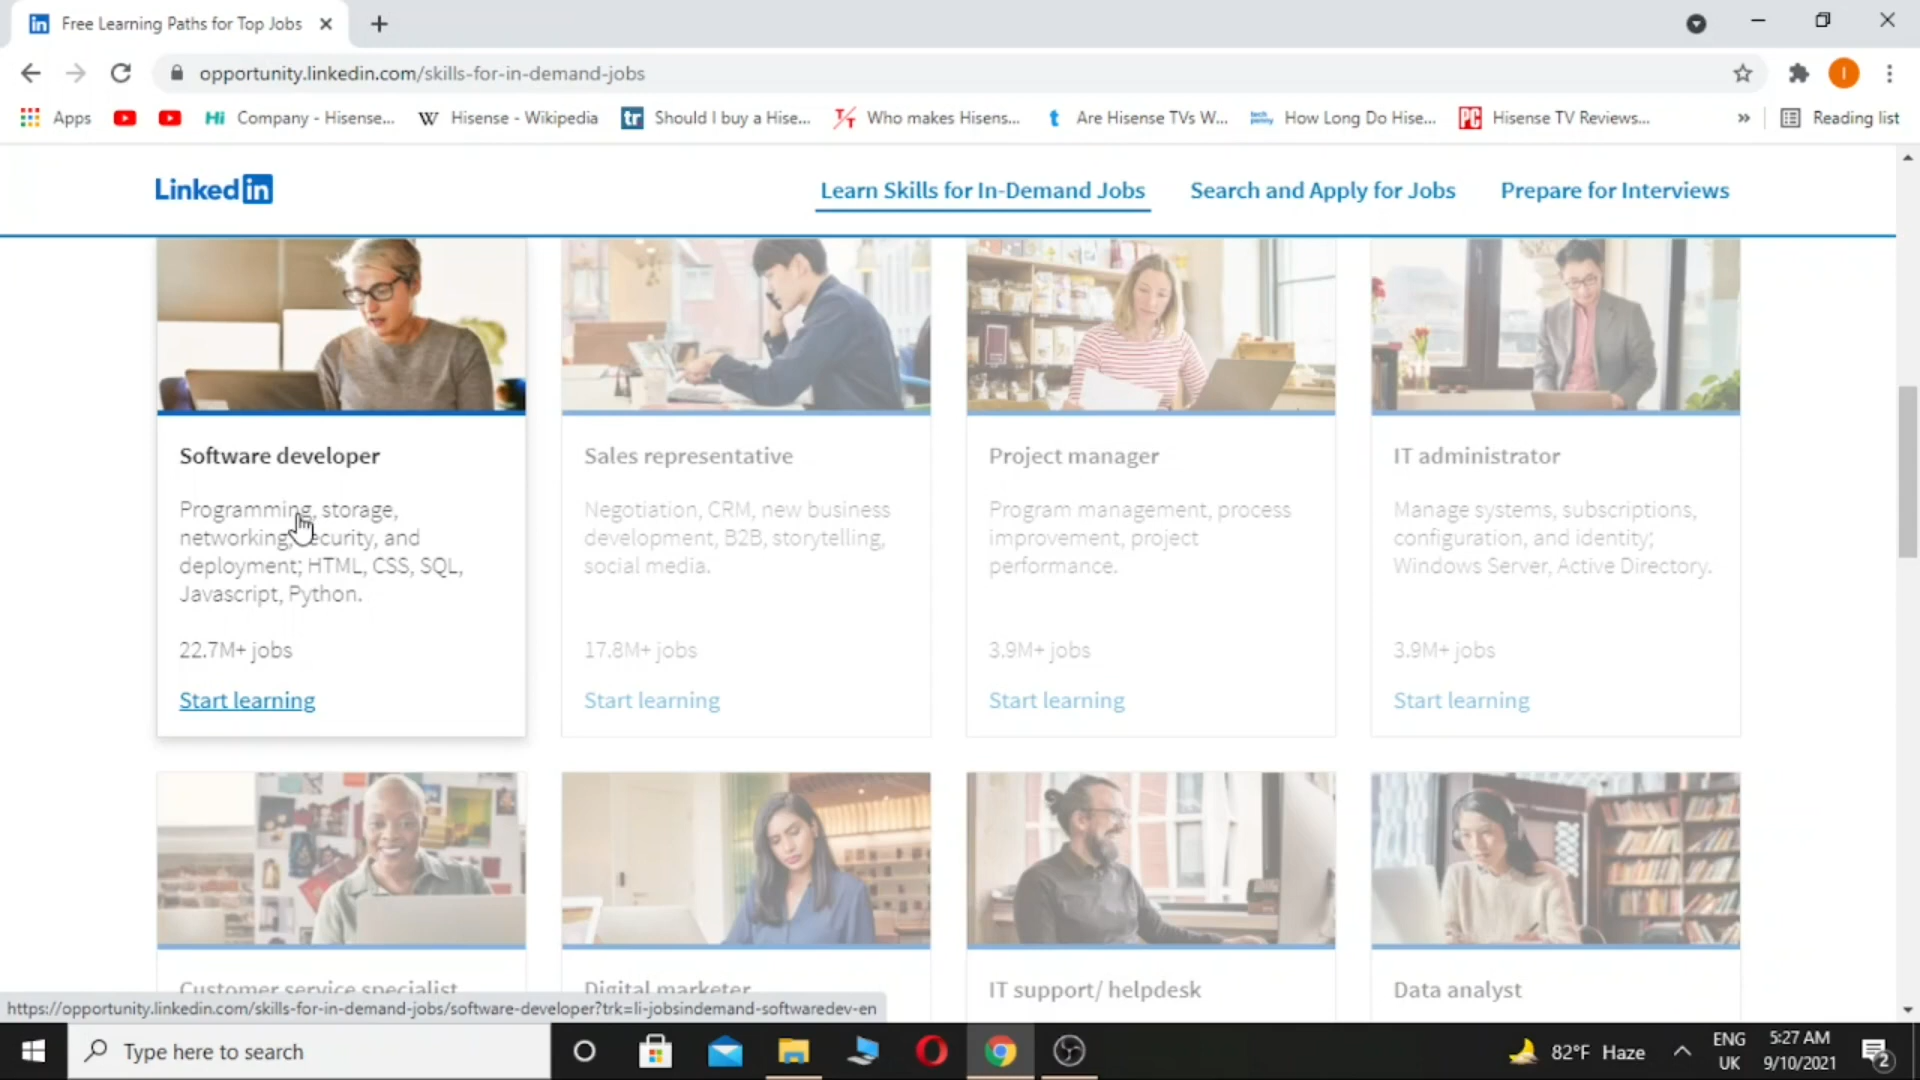 Free Learning Paths for Top Jobs
opportunity.linkedin.com/skills-for-in-demand-jobs
Apps
Hi Company - Hisense...
W Hisense - Wikipedia
tr Should I buy a Hise...
T/T Who makes Hisens...
t Are Hisense TVs W...
How Long Do Hise...
PC Hisense TV Reviews...
»
Reading list
Linked in
Learn Skills for In-Demand Jobs
Search and Apply for Jobs
Prepare for Interviews
Software developer
Programming, storage,
networking, security, and
deployment; HTML, CSS, SQL,
Javascript, Python.
22.7M+ jobs
Start learning
Sales representative
Negotiation, CRM, new business
development, B2B, storytelling,
social media.
17.8M+ jobs
Start learning
Project manager
Program management, process
improvement, project
performance.
3.9M+ jobs
Start learning
IT administrator
Manage systems, subscriptions,
configuration, and identity;
Windows Server, Active Directory.
3.9M+ jobs
Start learning
Customer service specialist
Digital marketer
IT support/ helpdesk
Data analyst
https://opportunity.linkedin.com/skills-for-in-demand-jobs/software-developer?trk=li-jobsindemand-softwaredev-en
Type here to search
82°F Haze
ENG
UK
5:27 AM
9/10/2021
2